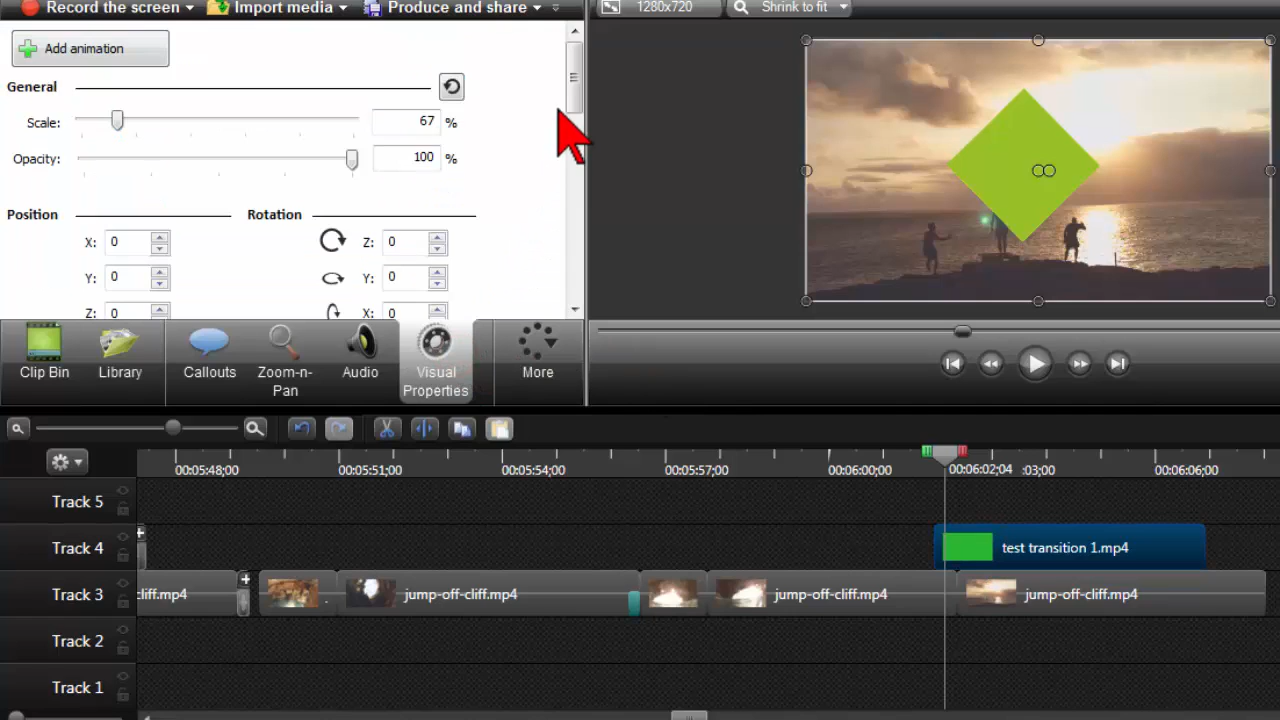 Record the screen Import media Produce and share
1280x720 Shrink to fit
Add animation
General
Scale: 67 %
Opacity: 100 %
Position Rotation
X: 0 Z: 0
Y: 0 Y: 0
Z: 0 X: 0
Clip Bin Library Callouts Zoom-n-Pan Audio Visual Properties More
00:05:48;00 00:05:51;00 00:05:54;00 00:05:57;00 00:06:00;00 00:06:02;04 :03;00 00:06:06;00
Track 5
Track 4 test transition 1.mp4
Track 3 cliff.mp4 . jump-off-cliff.mp4 jump-off-cliff.mp4 jump-off-cliff.mp4
Track 2
Track 1